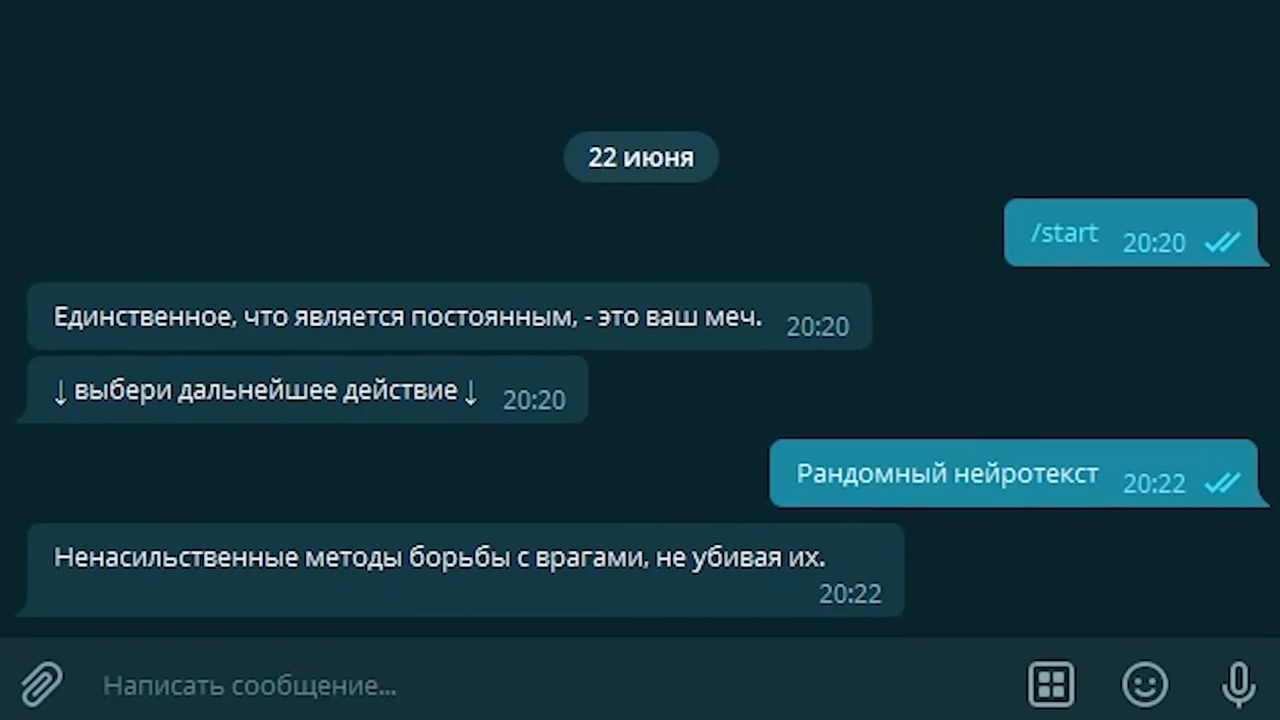 22 июня
/start 20:20
Единственное, что является постоянным, - это ваш меч. 20:20
↓ выбери дальнейшее действие ↓ 20:20
Рандомный нейротекст 20:22
Ненасильственные методы борьбы с врагами, не убивая их.
20:22
Написать сообщение...